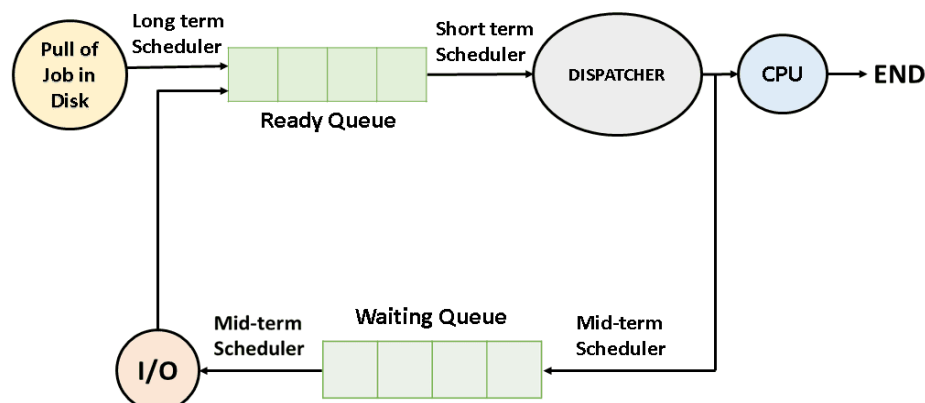 Pull of
Job in
Disk
Long term
Scheduler
Ready Queue
Short term
Scheduler
DISPATCHER
CPU
END
I/O
Mid-term
Scheduler
Waiting Queue
Mid-term
Scheduler